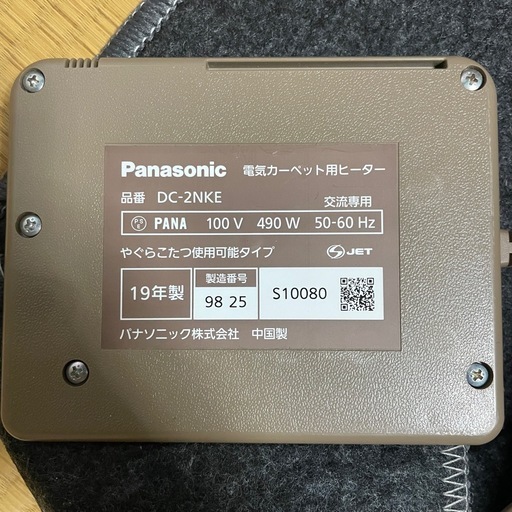 Panasonic 電気カーペット用ヒーター
品番 DC-2NKE 交流専用
PS E PANA 100 V 490 W 50-60 Hz
やぐらこたつ使用可能タイプ S JET
19年製 製造番号 98 25 S10080
パナソニック株式会社 中国製